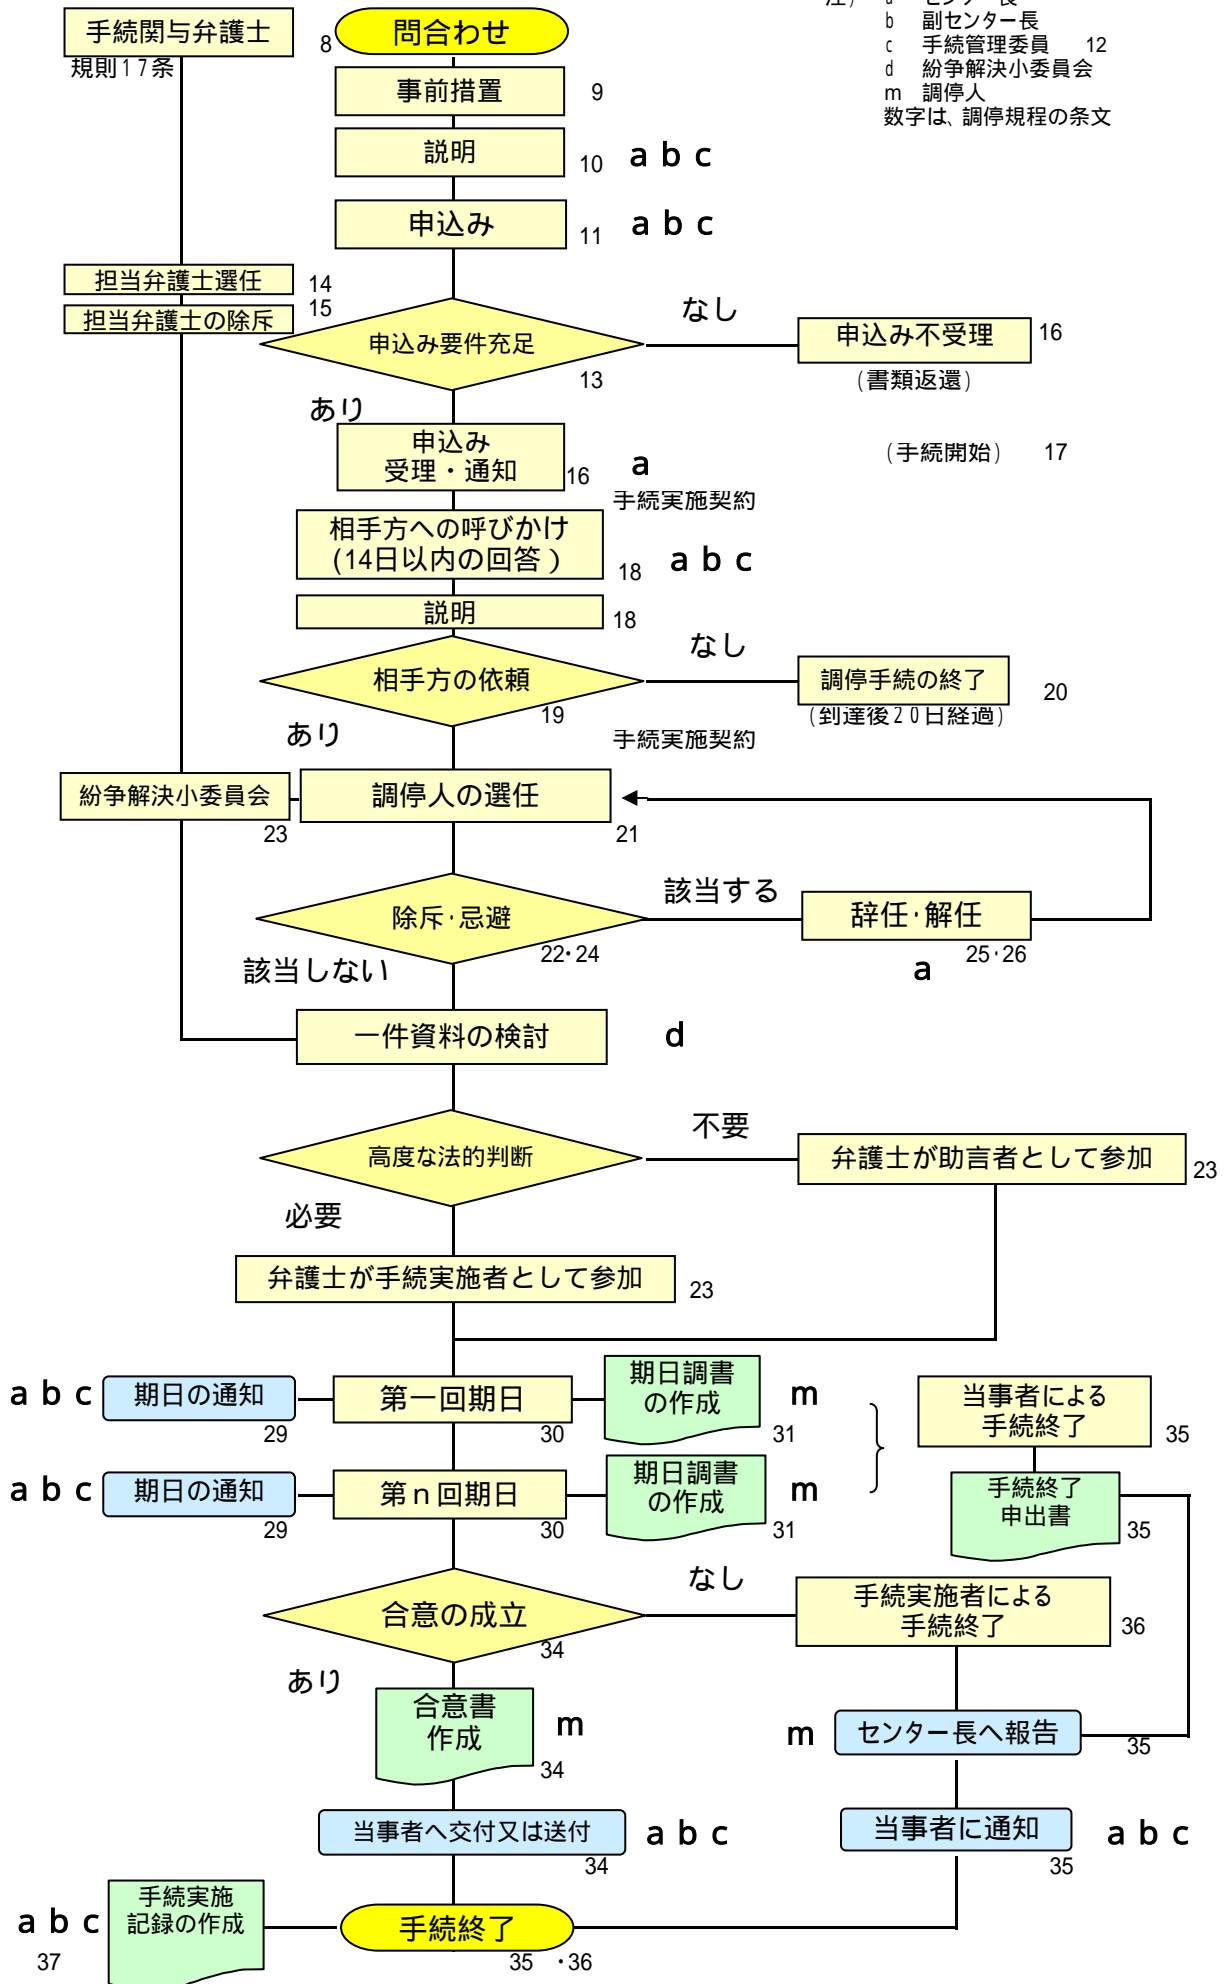 注) a センター長
b 副センター長
c 手続管理委員 12
d 紛争解決小委員会
m 調停人
数字は、調停規程の条文
手続関与弁護士
規則17条
8 問合わせ
事前措置 9
説明 10 a b c
申込み 11 a b c
担当弁護士選任 14
担当弁護士の除斥 15
申込み要件充足 13
なし
申込み不受理 16
(書類返還)
あり
申込み
受理・通知 16 a
(手続開始) 17
手続実施契約
相手方への呼びかけ
(14日以内の回答) 18 a b c
説明 18
相手方の依頼 19
なし
調停手続の終了 20
(到達後20日経過)
あり
手続実施契約
紛争解決小委員会 23
調停人の選任 21
除斥・忌避 22・24
該当する
辞任・解任 25・26
a
該当しない
一件資料の検討 d
高度な法的判断
不要
弁護士が助言者として参加 23
必要
弁護士が手続実施者として参加 23
a b c 期日の通知 29
第一回期日 30
期日調書
の作成 31 m
a b c 期日の通知 29
第n回期日 30
期日調書
の作成 31 m
当事者による
手続終了 35
手続終了
申出書 35
合意の成立 34
なし
手続実施者による
手続終了 36
あり
合意書
作成 34 m
m センター長へ報告 35
当事者へ交付又は送付 34 a b c
当事者に通知 35 a b c
a b c 37
手続実施
記録の作成
手続終了 35 ・36